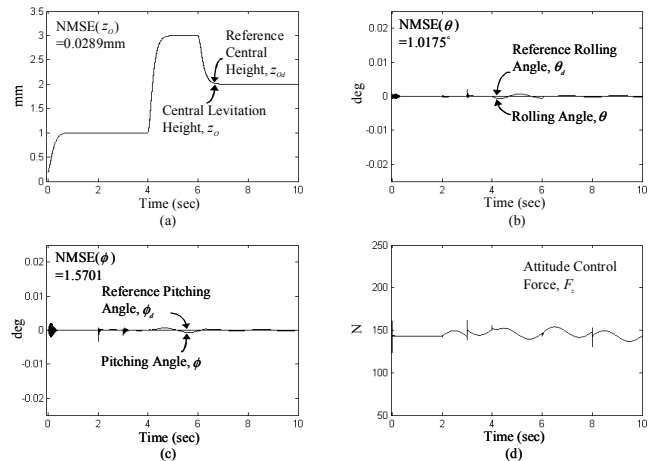 (a)
NMSE(z_o)
=0.0289mm
Reference
Central
Height, z_Od
Central Levitation
Height, z_O
mm
3.5
3
2.5
2
1.5
1
0.5
0
0 2 4 6 8 10
Time (sec)
(a)
NMSE(θ)
=1.0175°
Reference Rolling
Angle, θ_d
Rolling Angle, θ
deg
0.02
0.01
0
-0.01
-0.02
0 2 4 6 8 10
Time (sec)
(b)
NMSE(ϕ)
=1.5701
Reference Pitching
Angle, ϕ_d
Pitching Angle, ϕ
deg
0.02
0.01
0
-0.01
-0.02
0 2 4 6 8 10
Time (sec)
(c)
Attitude Control
Force, F_z
N
250
200
150
100
50
0 2 4 6 8 10
Time (sec)
(d)